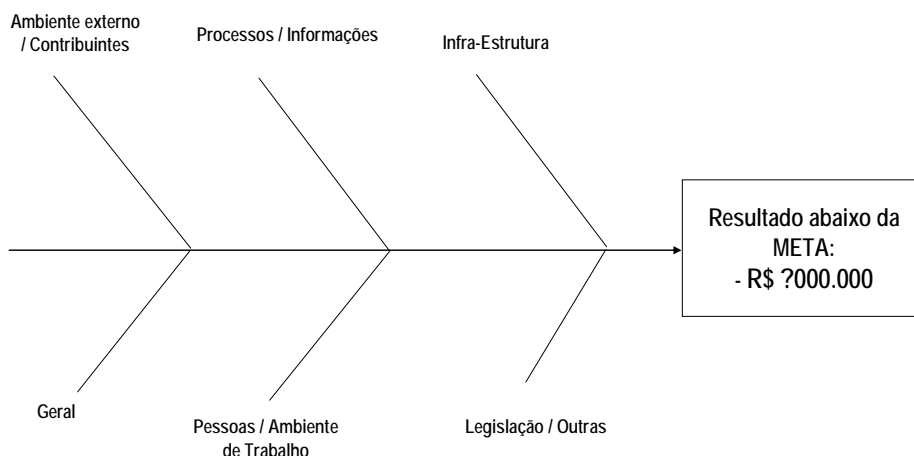 Ambiente externo
/ Contribuintes
Processos / Informações
Infra-Estrutura
Resultado abaixo da
META:
- R$ ?000.000
Geral
Pessoas / Ambiente
de Trabalho
Legislação / Outras